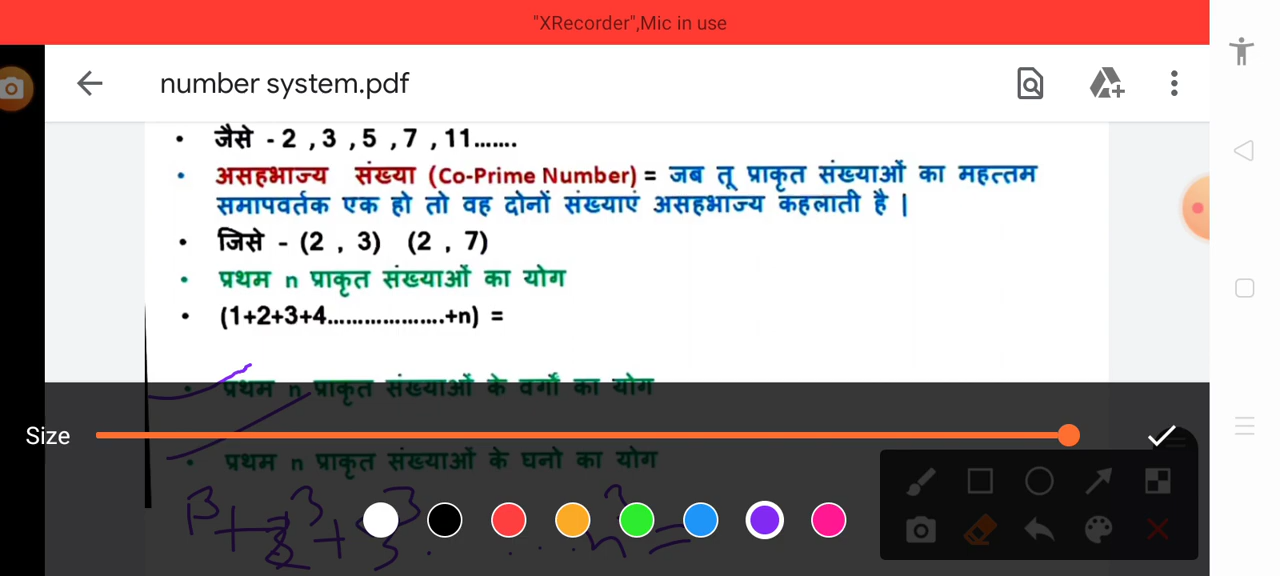 "XRecorder",Mic in use
number system.pdf
• जैसे - 2 , 3 , 5 , 7 , 11.......
• असहभाज्य संख्या (Co-Prime Number) = जब तू प्राकृत संख्याओं का महत्तम
समापवर्तक एक हो तो वह दोनों संख्याएं असहभाज्य कहलाती है |
• जिसे - (2 , 3) (2 , 7)
• प्रथम n प्राकृत संख्याओं का योग
• (1+2+3+4...................+n) =
• प्रथम n प्राकृत संख्याओं के वर्गों का योग
Size
• प्रथम n प्राकृत संख्याओं के घनो का योग